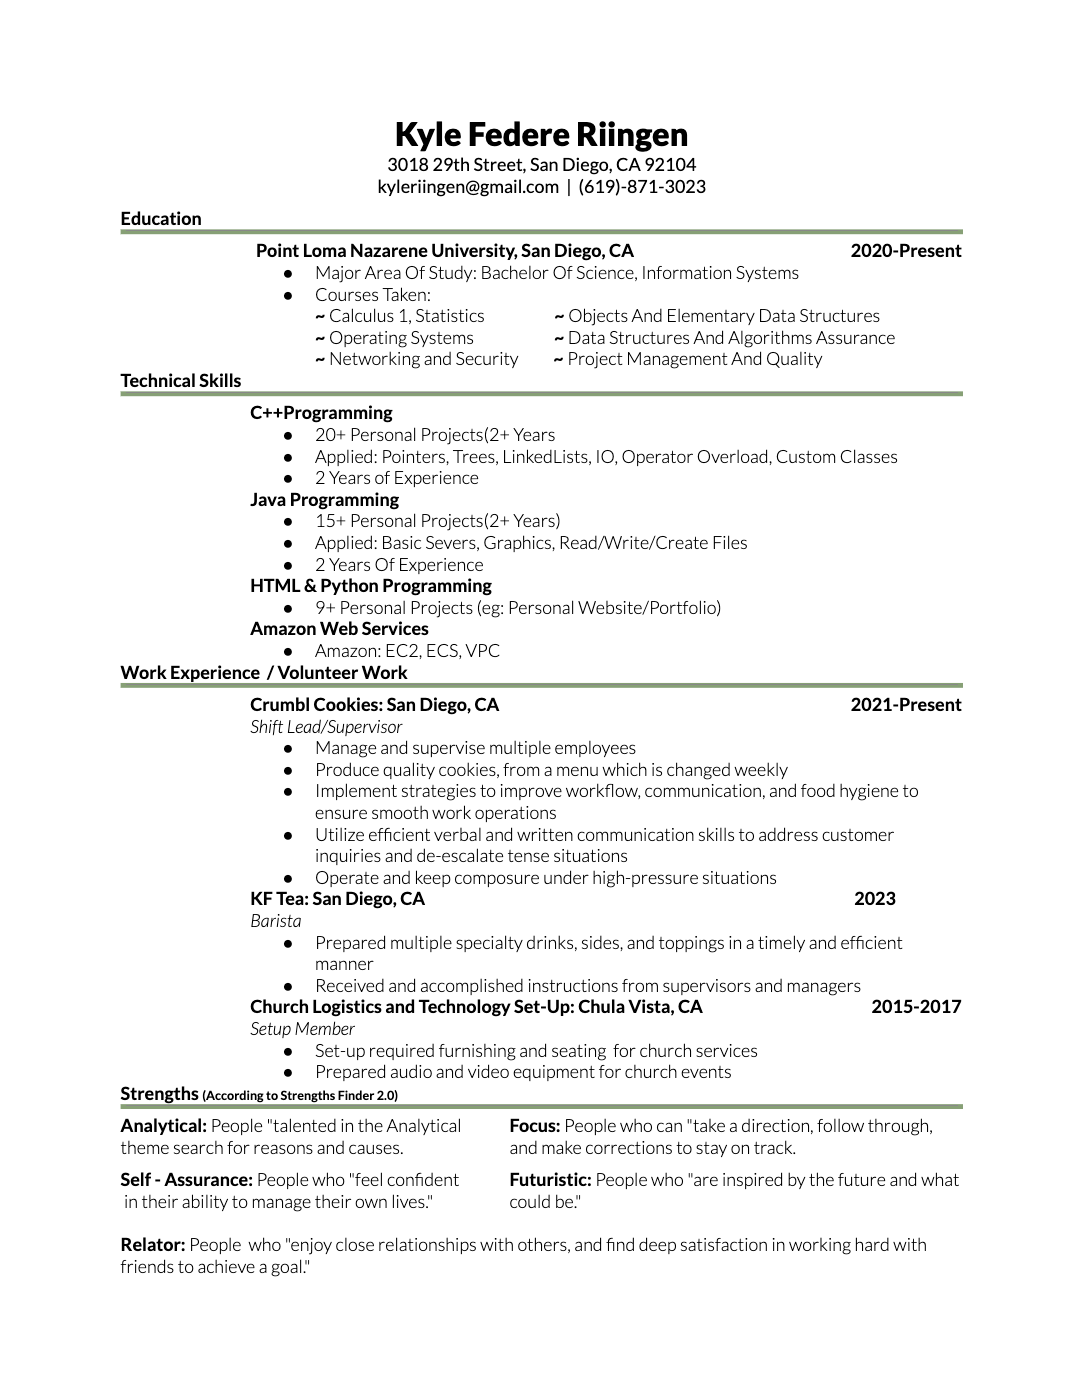 Kyle Federe Riingen
3018 29th Street, San Diego, CA 92104
kyleriingen@gmail.com | (619)-871-3023
Education
Point Loma Nazarene University, San Diego, CA 2020-Present
● Major Area Of Study: Bachelor Of Science, Information Systems
● Courses Taken:
~ Calculus 1, Statistics ~ Objects And Elementary Data Structures
~ Operating Systems ~ Data Structures And Algorithms Assurance
~ Networking and Security ~ Project Management And Quality
Technical Skills
C++Programming
● 20+ Personal Projects(2+ Years
● Applied: Pointers, Trees, LinkedLists, IO, Operator Overload, Custom Classes
● 2 Years of Experience
Java Programming
● 15+ Personal Projects(2+ Years)
● Applied: Basic Severs, Graphics, Read/Write/Create Files
● 2 Years Of Experience
HTML & Python Programming
● 9+ Personal Projects (eg: Personal Website/Portfolio)
Amazon Web Services
● Amazon: EC2, ECS, VPC
Work Experience / Volunteer Work
Crumbl Cookies: San Diego, CA 2021-Present
Shift Lead/Supervisor
● Manage and supervise multiple employees
● Produce quality cookies, from a menu which is changed weekly
● Implement strategies to improve workflow, communication, and food hygiene to
ensure smooth work operations
● Utilize efficient verbal and written communication skills to address customer
inquiries and de-escalate tense situations
● Operate and keep composure under high-pressure situations
KF Tea: San Diego, CA 2023
Barista
● Prepared multiple specialty drinks, sides, and toppings in a timely and efficient
manner
● Received and accomplished instructions from supervisors and managers
Church Logistics and Technology Set-Up: Chula Vista, CA 2015-2017
Setup Member
● Set-up required furnishing and seating for church services
● Prepared audio and video equipment for church events
Strengths (According to Strengths Finder 2.0)
Analytical: People "talented in the Analytical
theme search for reasons and causes.
Focus: People who can "take a direction, follow through,
and make corrections to stay on track.
Self - Assurance: People who "feel confident
in their ability to manage their own lives."
Futuristic: People who "are inspired by the future and what
could be."
Relator: People who "enjoy close relationships with others, and find deep satisfaction in working hard with
friends to achieve a goal."